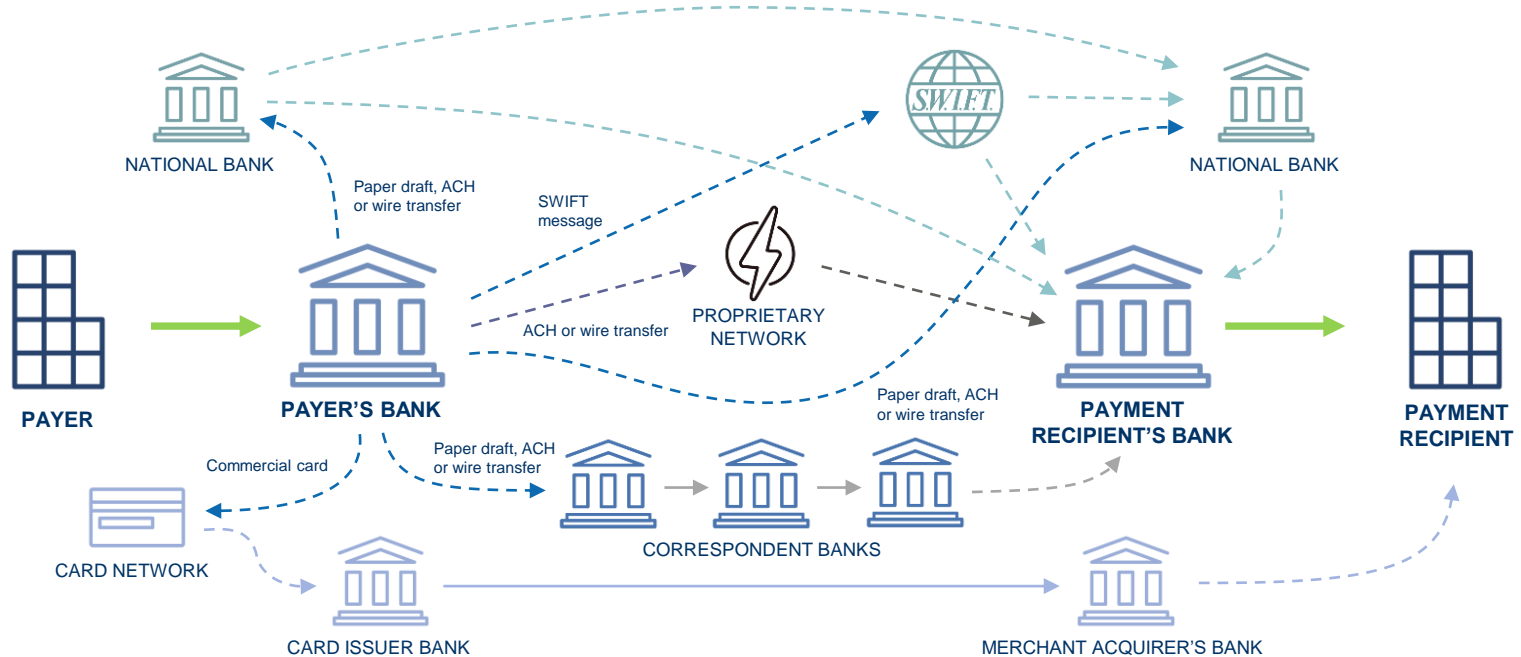 S.W.I.F.T.
NATIONAL BANK
NATIONAL BANK
Paper draft, ACH
or wire transfer
SWIFT
message
PROPRIETARY
NETWORK
ACH or wire transfer
PAYER
PAYER'S BANK
Paper draft, ACH
or wire transfer
PAYMENT
RECIPIENT'S BANK
PAYMENT
RECIPIENT
Commercial card
Paper draft, ACH
or wire transfer
CORRESPONDENT BANKS
CARD NETWORK
CARD ISSUER BANK
MERCHANT ACQUIRER'S BANK